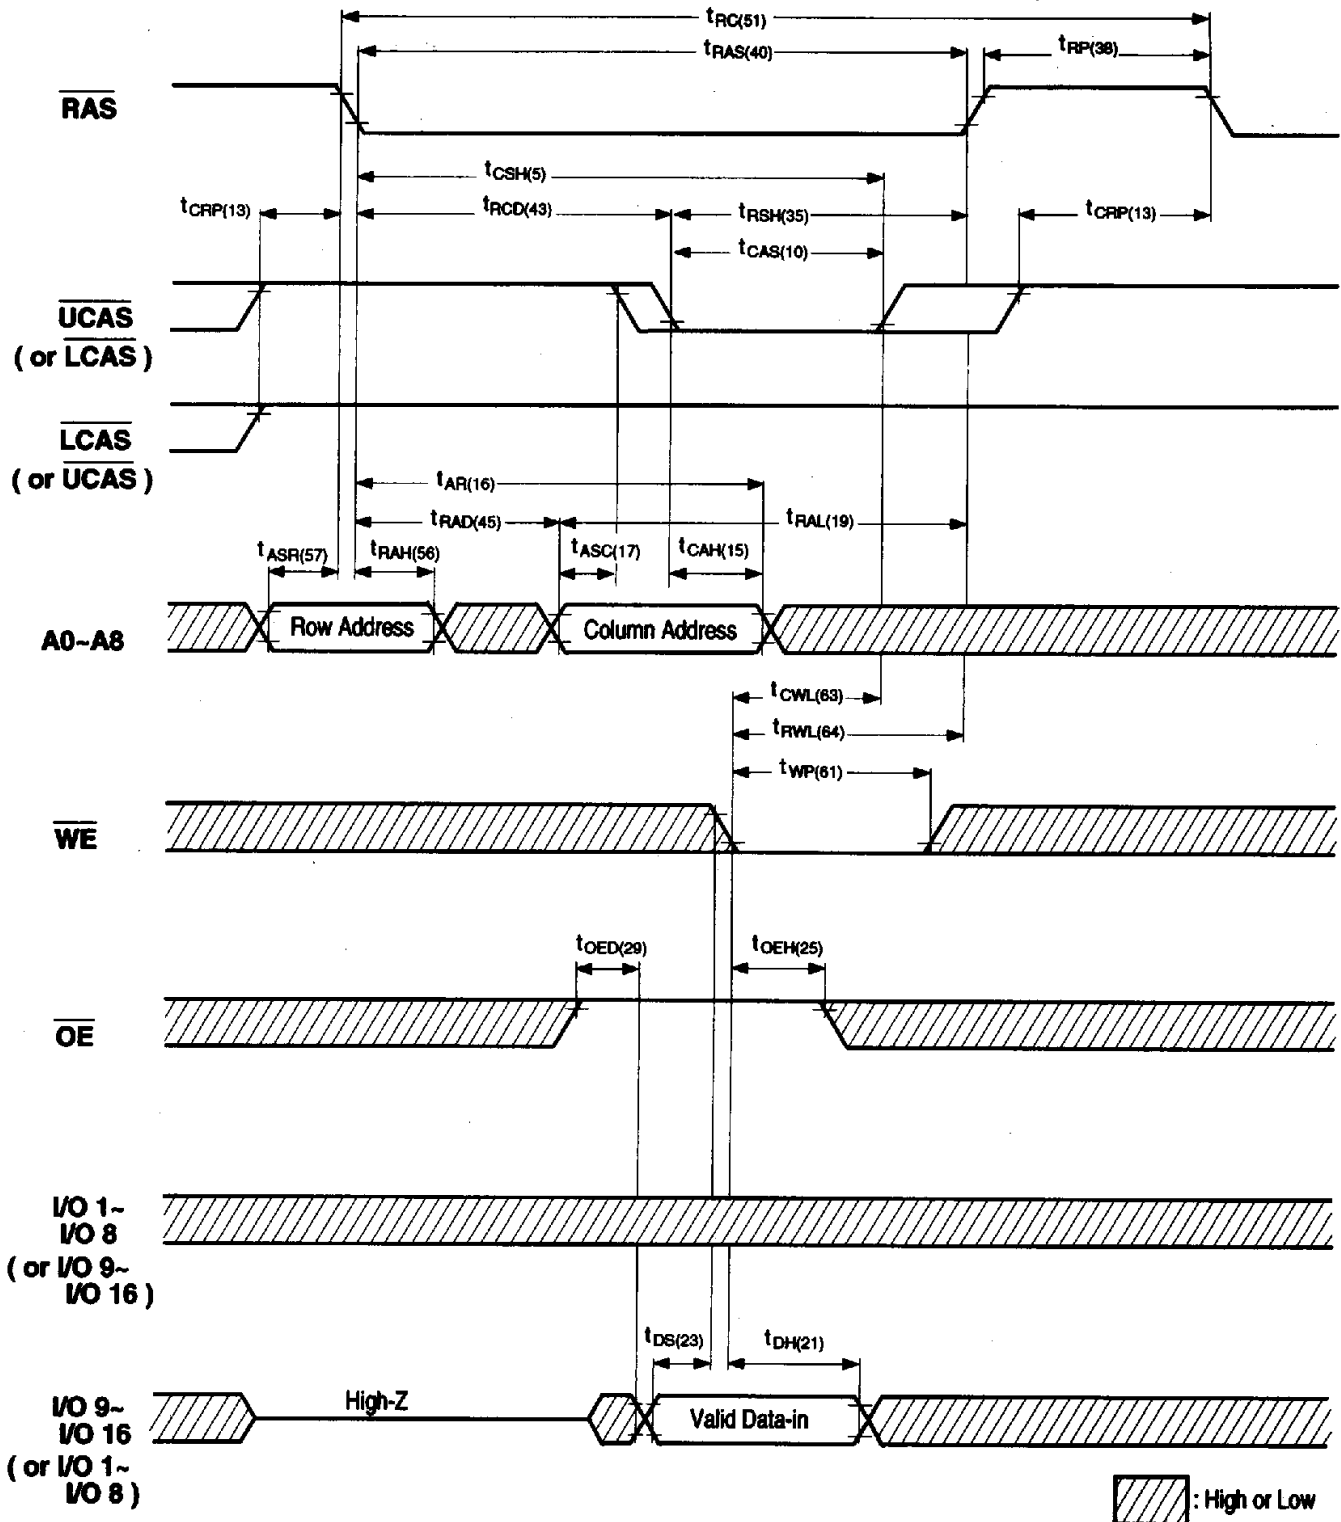 tRC(51)
tRAS(40)
tRP(38)
RAS
tCSH(5)
tCRP(13)
tRCD(43)
tRSH(35)
tCRP(13)
tCAS(10)
UCAS
( or LCAS )
LCAS
( or UCAS )
tAR(16)
tRAD(45)
tRAL(19)
tASR(57)
tRAH(56)
tASC(17)
tCAH(15)
A0~A8
Row Address
Column Address
tCWL(63)
tRWL(64)
tWP(61)
WE
tOED(29)
tOEH(25)
OE
I/O 1~
I/O 8
( or I/O 9~
I/O 16 )
tDS(23)
tDH(21)
I/O 9~
I/O 16
( or I/O 1~
I/O 8 )
High-Z
Valid Data-in
: High or Low